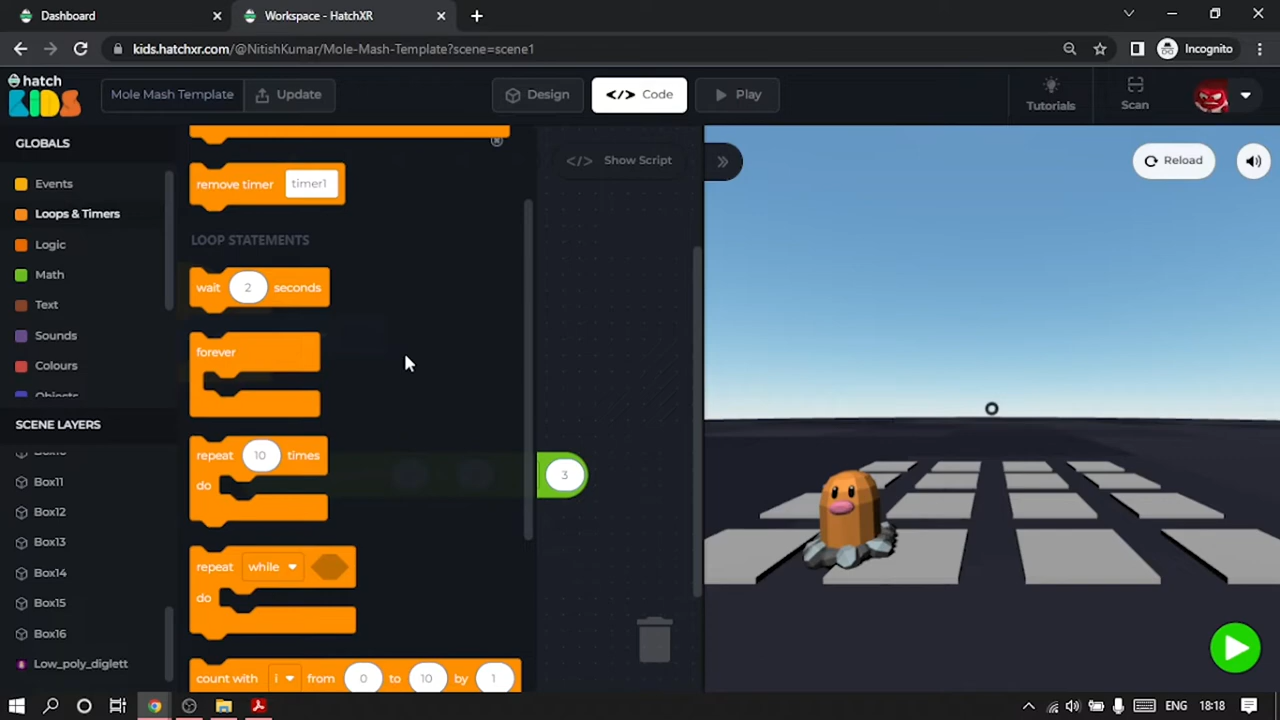 Dashboard
Workspace - HatchXR
kids.hatchxr.com/@NitishKumar/Mole-Mash-Template?scene=scene1
Incognito
hatch KIDS
Mole Mash Template
Update
Design
</> Code
Play
Tutorials
Scan
GLOBALS
Events
Loops & Timers
Logic
Math
Text
Sounds
Colours
Objects
SCENE LAYERS
Box10
Box11
Box12
Box13
Box14
Box15
Box16
Low_poly_diglett
remove timer timer1
LOOP STATEMENTS
wait 2 seconds
forever
repeat 10 times
do
repeat while
do
count with i from 0 to 10 by 1
</> Show Script
3
Reload
ENG
18:18